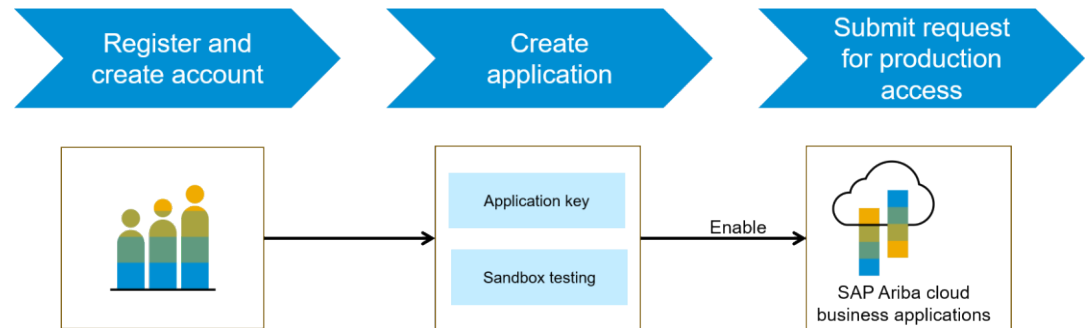 Register and
create account
Create
application
Submit request
for production
access
Application key
Sandbox testing
Enable
SAP Ariba cloud
business applications